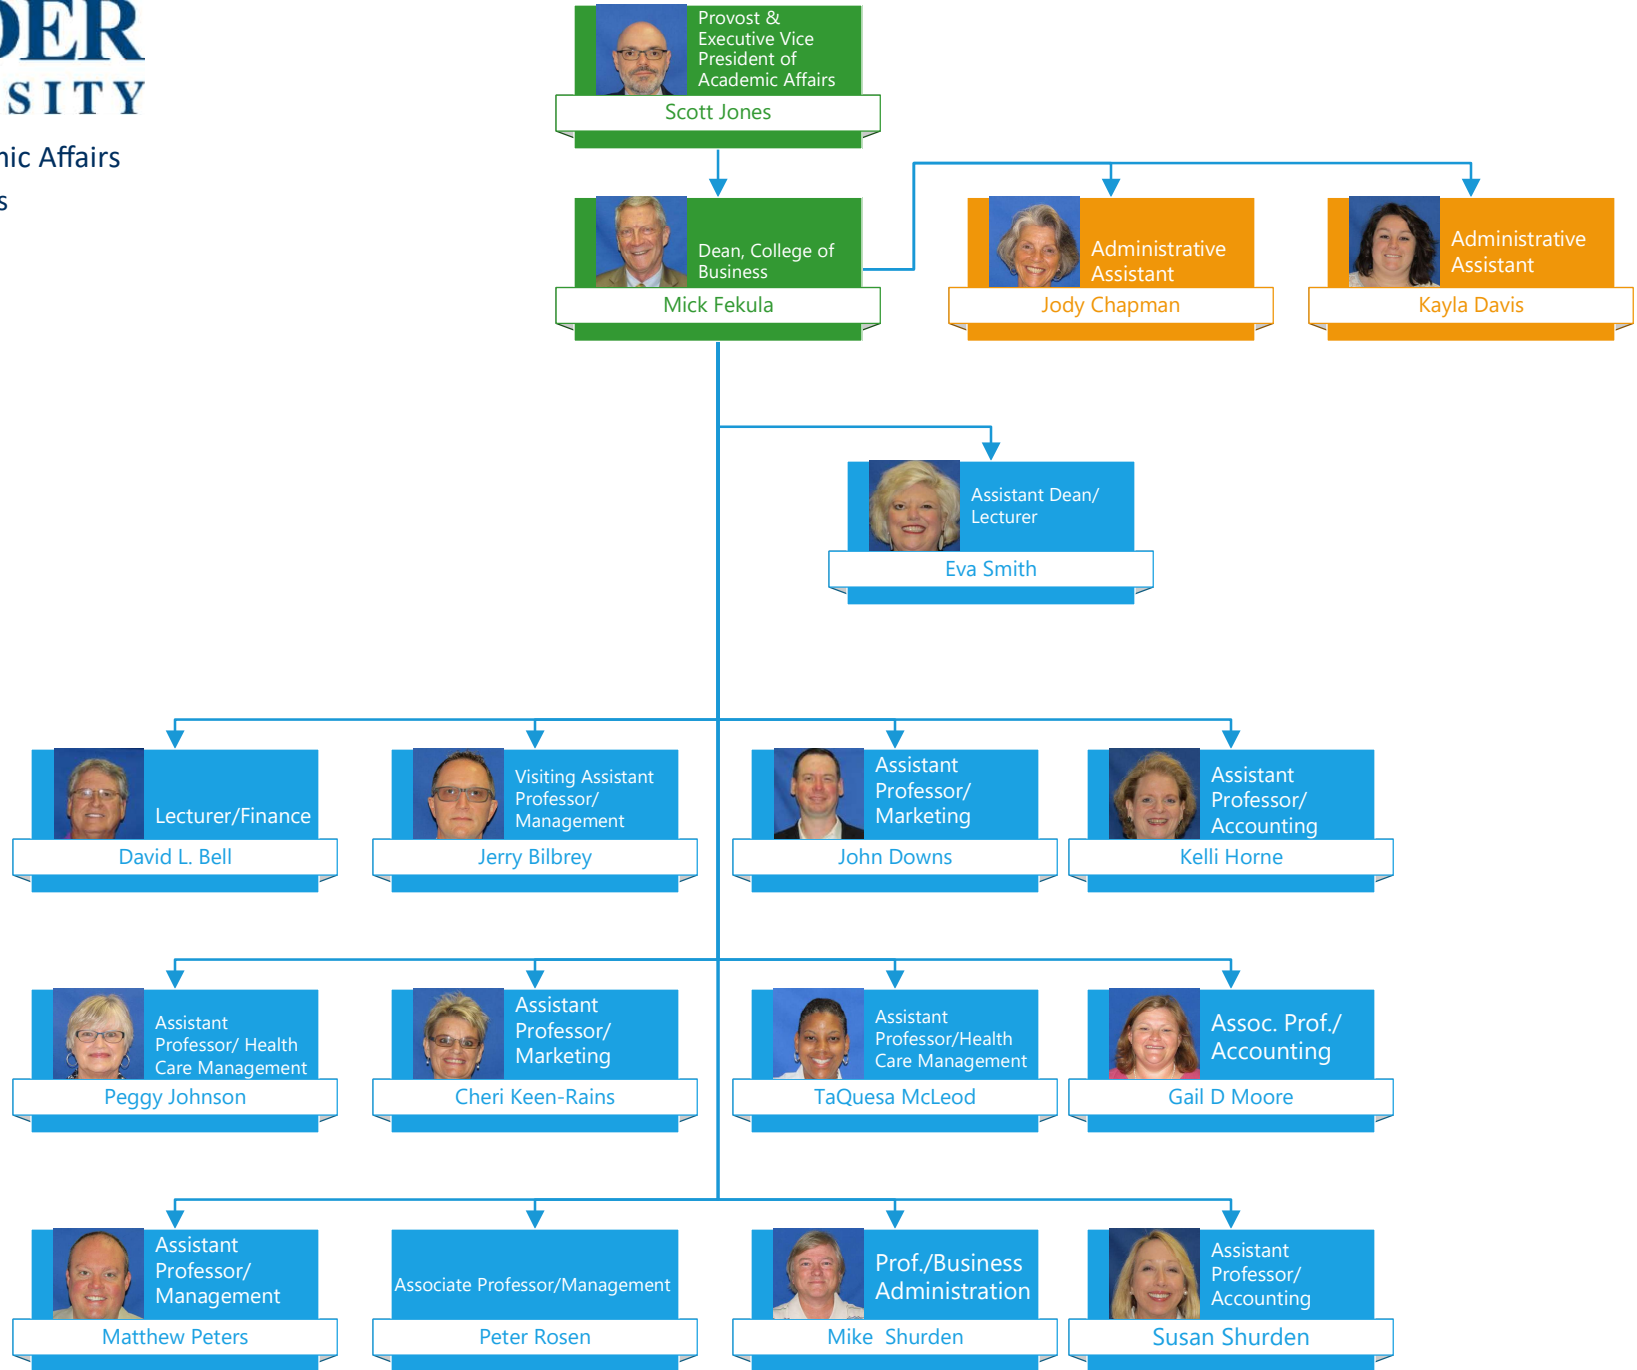 Provost &
Executive Vice
President of
Academic Affairs
Scott Jones
SITY
Affairs
Dean, College of
Business
Mick Fekula
Administrative
Assistant
Jody Chapman
Administrative
Assistant
Kayla Davis
Assistant Dean/
Lecturer
Eva Smith
Lecturer/Finance
David L. Bell
Visiting Assistant
Professor/
Management
Jerry Bilbrey
Assistant
Professor/
Marketing
John Downs
Assistant
Professor/
Accounting
Kelli Horne
Assistant
Professor/ Health
Care Management
Peggy Johnson
Assistant
Professor/
Marketing
Cheri Keen-Rains
Assistant
Professor/Health
Care Management
TaQuesa McLeod
Assoc. Prof./
Accounting
Gail D Moore
Assistant
Professor/
Management
Matthew Peters
Associate Professor/Management
Peter Rosen
Prof./Business
Administration
Mike Shurden
Assistant
Professor/
Accounting
Susan Shurden